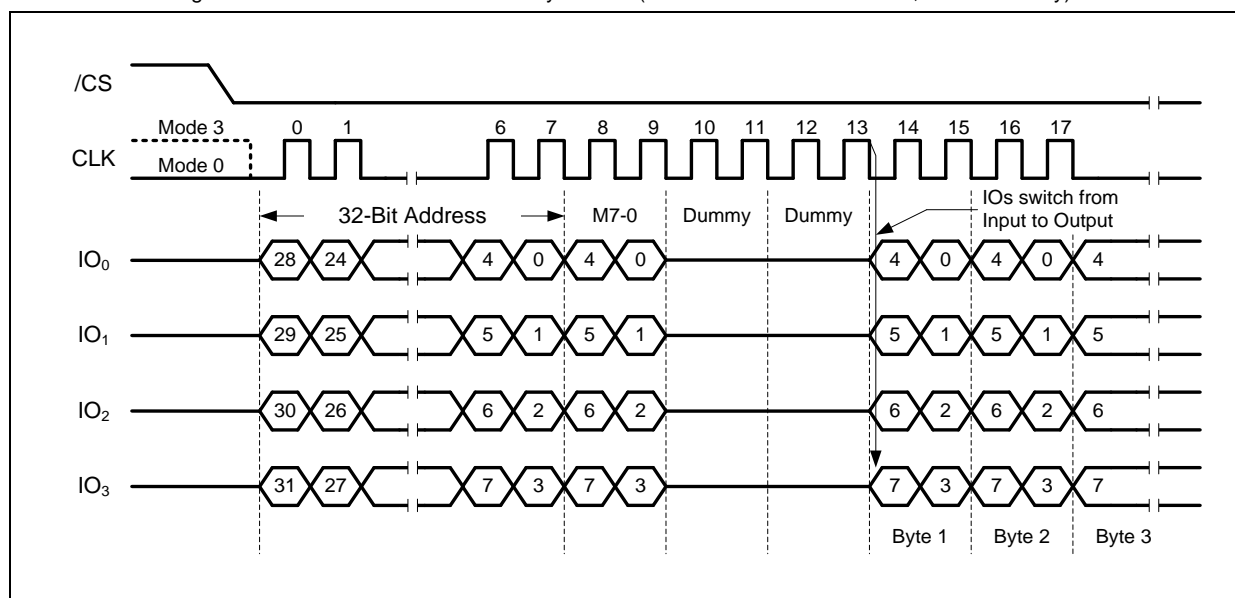 /CS
Mode 3 0 1 6 7 8 9 10 11 12 13 14 15 16 17
CLK
Mode 0
32-Bit Address M7-0 Dummy Dummy IOs switch from
Input to Output
IO₀ 28 24 4 0 4 0 4 0 4 0 4
IO₁ 29 25 5 1 5 1 5 1 5 1 5
IO₂ 30 26 6 2 6 2 6 2 6 2 6
IO₃ 31 27 7 3 7 3 7 3 7 3 7
Byte 1 Byte 2 Byte 3